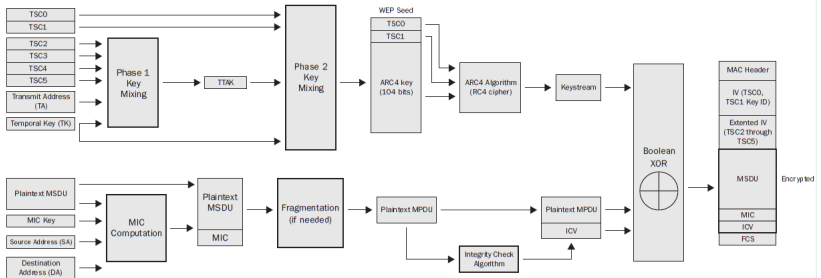 WEP Seed
TSC0
TSC1
TSC2
TSC3
TSC4
TSC5
Transmit Address
(TA)
Temporal Key (TK)
Phase 1
Key
Mixing
TTAK
Phase 2
Key
Mixing
TSC0
TSC1
ARC4 key
(104 bits)
ARC4 Algorithm
(RC4 cipher)
Keystream
Boolean
XOR
MAC Header
IV (TSC0,
TSC1 Key ID)
Extented IV
(TSC2 through
TSC5)
MSDU
Encrypted
MIC
ICV
FCS
Plaintext MSDU
MIC Key
Source Address (SA)
Destination
Address (DA)
MIC
Computation
Plaintext
MSDU
MIC
Fragmentation
(if needed)
Plaintext MPDU
Integrity Check
Algorithm
Plaintext MPDU
ICV